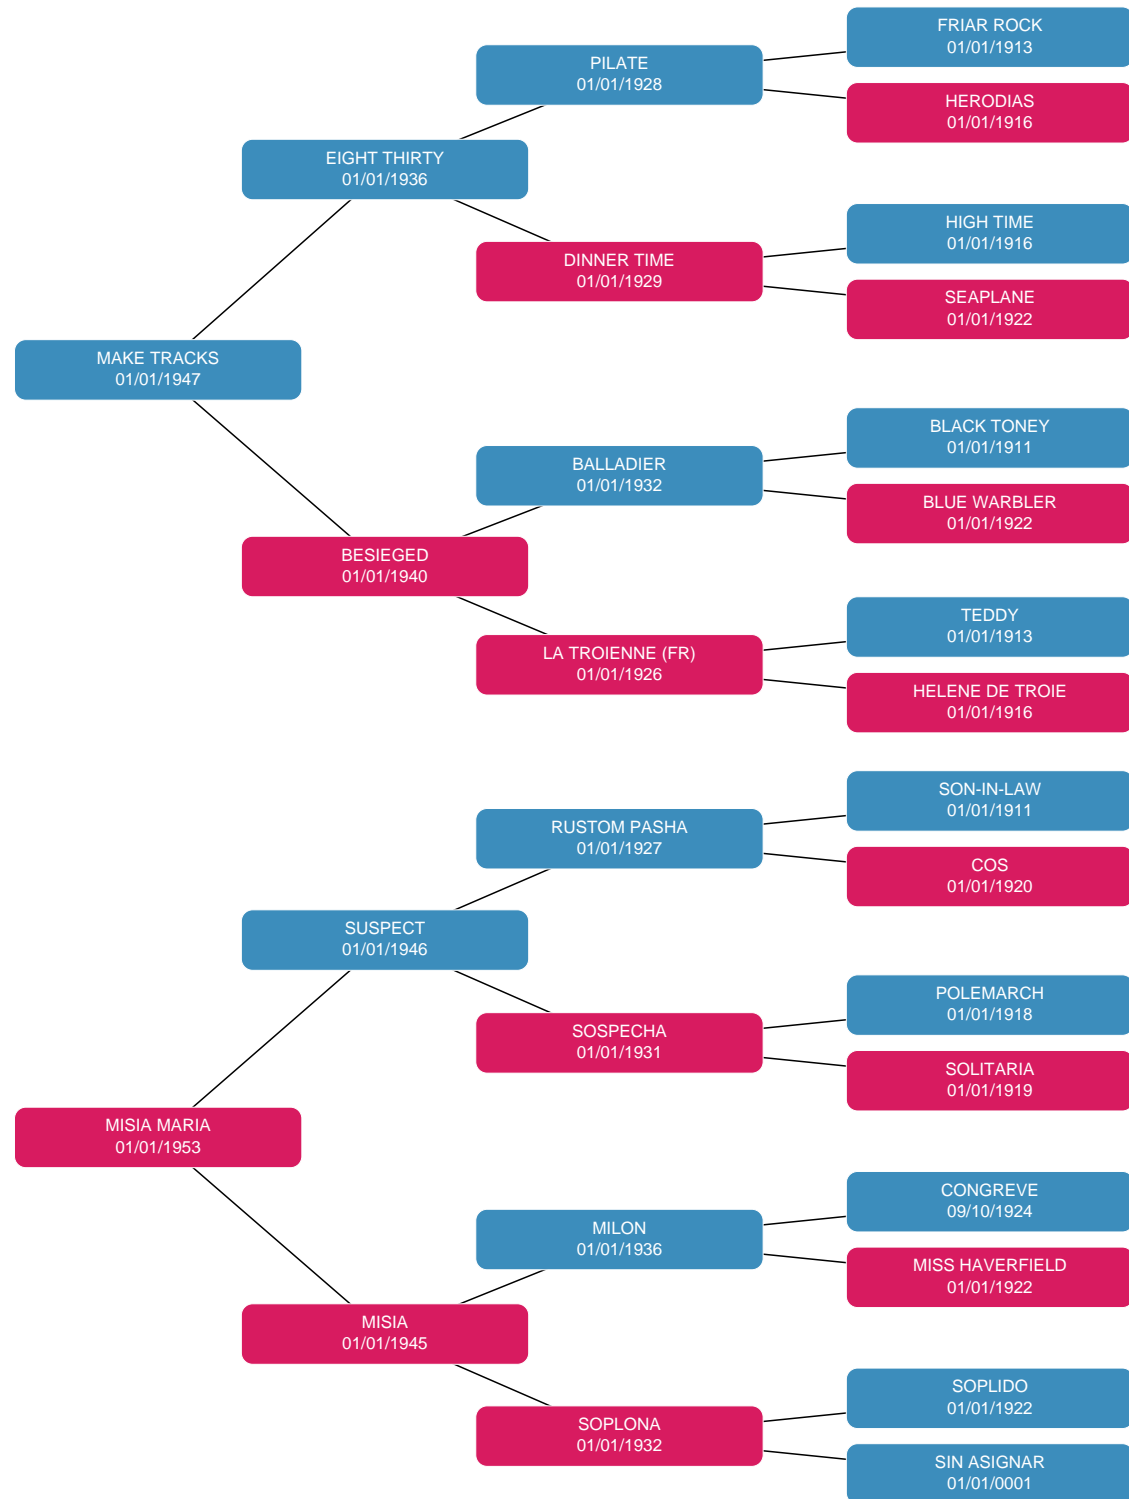 FRIAR ROCK
01/01/1913
PILATE
01/01/1928
HERODIAS
01/01/1916
EIGHT THIRTY
01/01/1936
HIGH TIME
01/01/1916
DINNER TIME
01/01/1929
SEAPLANE
01/01/1922
MAKE TRACKS
01/01/1947
BLACK TONEY
01/01/1911
BALLADIER
01/01/1932
BLUE WARBLER
01/01/1922
BESIEGED
01/01/1940
TEDDY
01/01/1913
LA TROIENNE (FR)
01/01/1926
HELENE DE TROIE
01/01/1916
SON-IN-LAW
01/01/1911
RUSTOM PASHA
01/01/1927
COS
01/01/1920
SUSPECT
01/01/1946
POLEMARCH
01/01/1918
SOSPECHA
01/01/1931
SOLITARIA
01/01/1919
MISIA MARIA
01/01/1953
CONGREVE
09/10/1924
MILON
01/01/1936
MISS HAVERFIELD
01/01/1922
MISIA
01/01/1945
SOPLIDO
01/01/1922
SOPLONA
01/01/1932
SIN ASIGNAR
01/01/0001